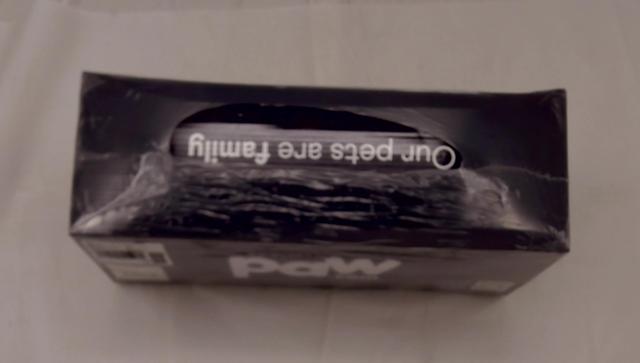 Our pets are family
paw